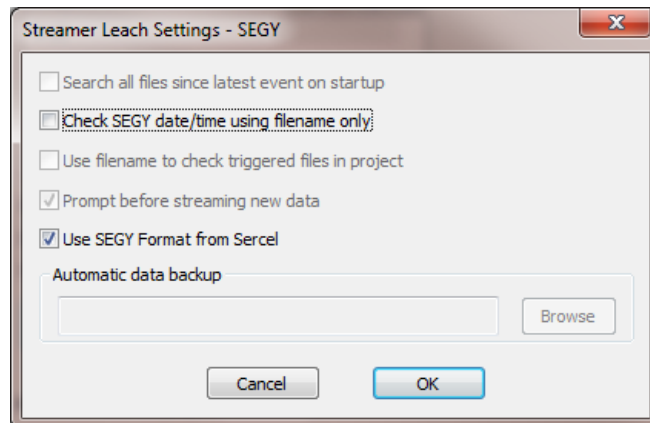 Streamer Leach Settings - SEGY
Search all files since latest event on startup
Check SEGY date/time using filename only
Use filename to check triggered files in project
Prompt before streaming new data
Use SEGY Format from Sercel
Automatic data backup
Browse
Cancel OK